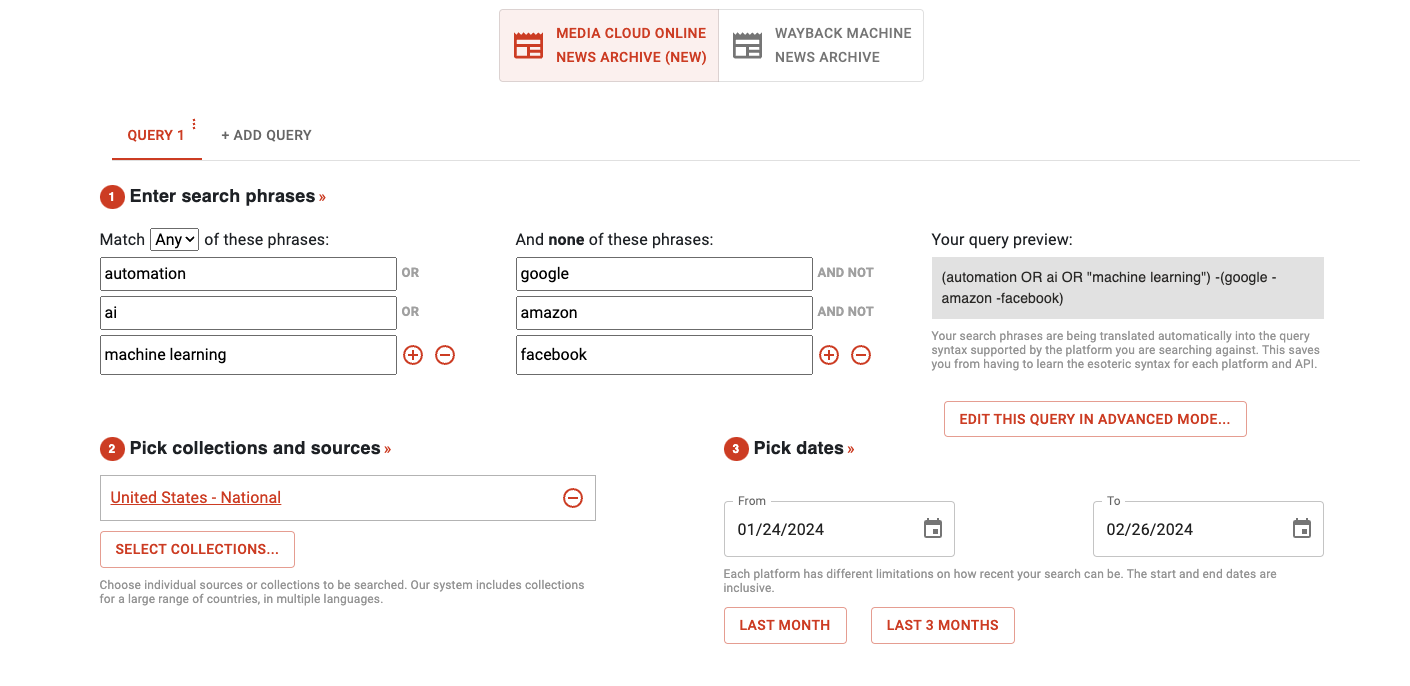 MEDIA CLOUD ONLINE
NEWS ARCHIVE (NEW)
WAYBACK MACHINE
NEWS ARCHIVE
QUERY 1
+ ADD QUERY
1 Enter search phrases »
Match Any of these phrases:
automation OR
ai OR
machine learning
And none of these phrases:
google AND NOT
amazon AND NOT
facebook
Your query preview:
(automation OR ai OR "machine learning") -(google -
amazon -facebook)
Your search phrases are being translated automatically into the query
syntax supported by the platform you are searching against. This saves
you from having to learn the esoteric syntax for each platform and API.
EDIT THIS QUERY IN ADVANCED MODE...
2 Pick collections and sources »
United States - National
SELECT COLLECTIONS...
Choose individual sources or collections to be searched. Our system includes collections
for a large range of countries, in multiple languages.
3 Pick dates »
From
01/24/2024
To
02/26/2024
Each platform has different limitations on how recent your search can be. The start and end dates are
inclusive.
LAST MONTH
LAST 3 MONTHS